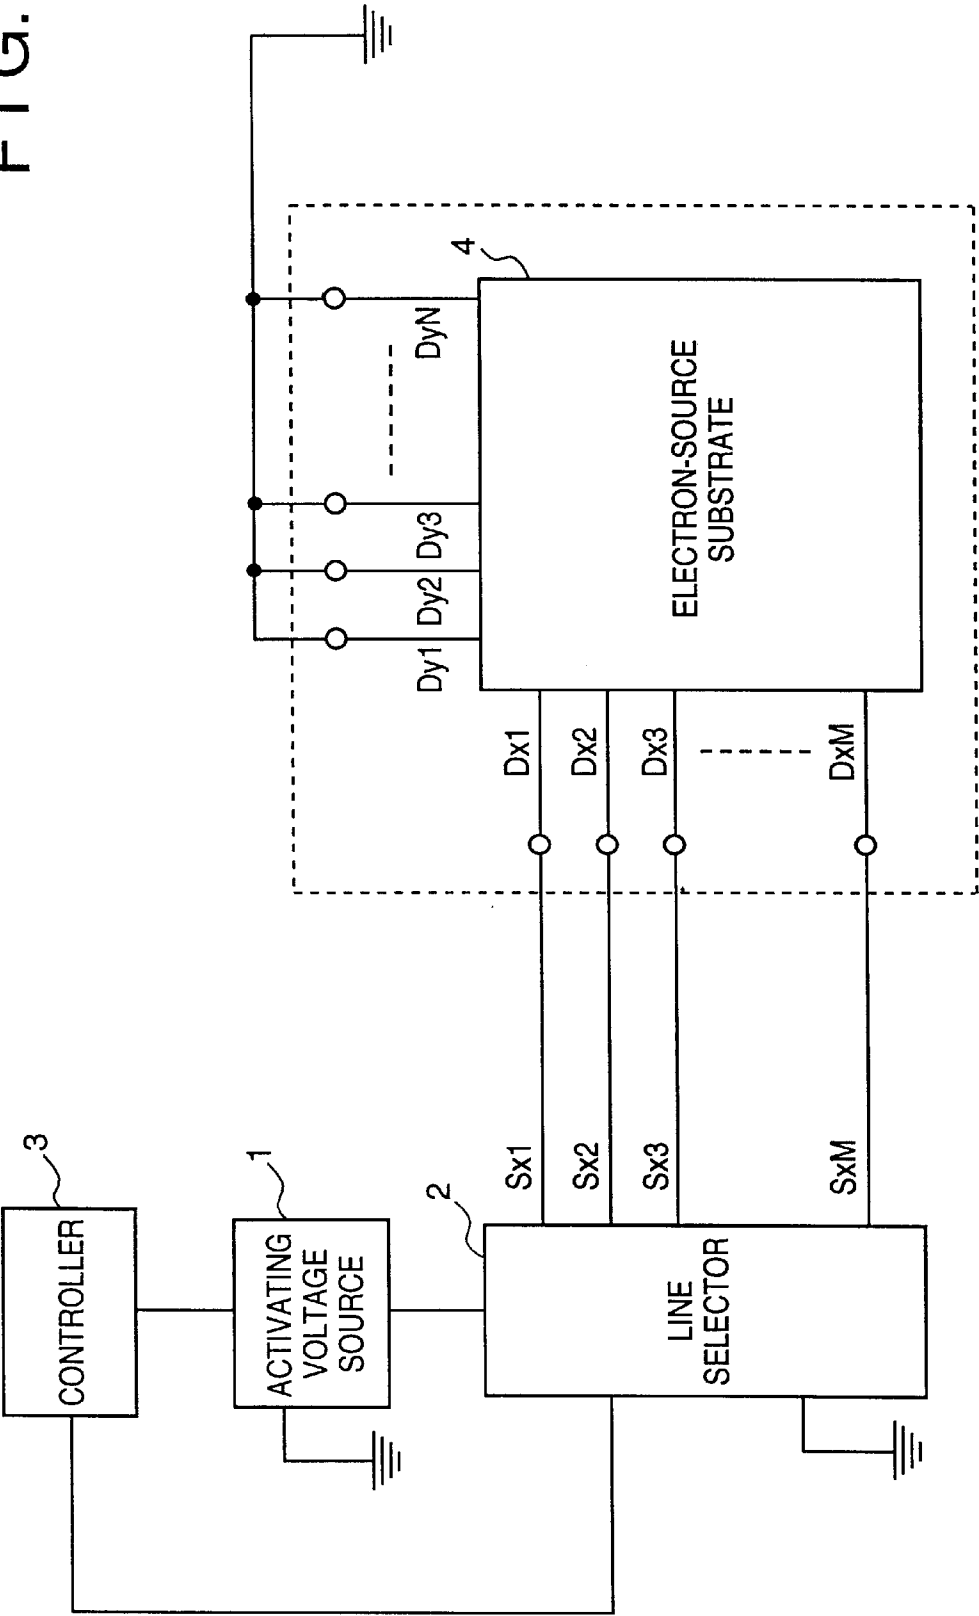 FIG.
3
CONTROLLER
1
ACTIVATING
VOLTAGE
SOURCE
2
LINE
SELECTOR
Sx1
Sx2
Sx3
SxM
Dx1
Dx2
Dx3
DxM
Dy1
Dy2
Dy3
DyN
4
ELECTRON-SOURCE
SUBSTRATE